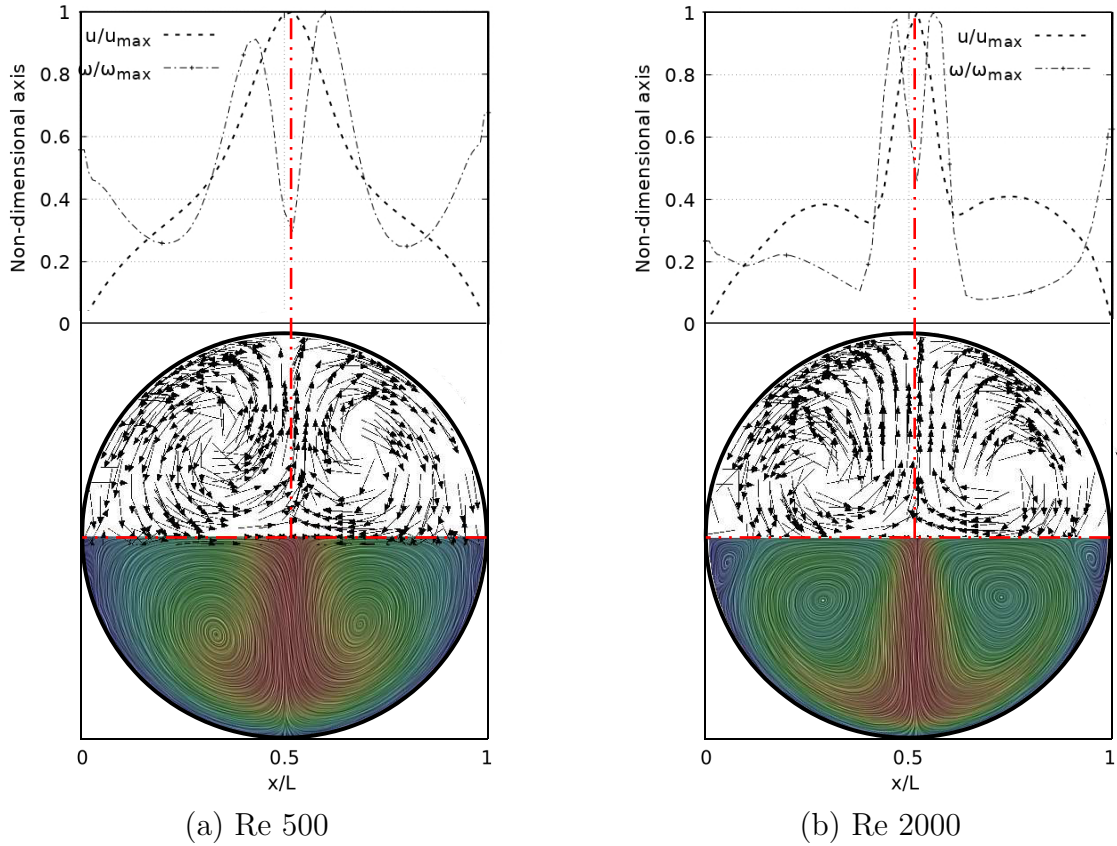 1
0.8
0.6
0.4
0.2
0
Non-dimensional axis
u/u_max
ω/ω_max
0
0.5
1
x/L
(a) Re 500
1
0.8
0.6
0.4
0.2
0
Non-dimensional axis
u/u_max
ω/ω_max
0
0.5
1
x/L
(b) Re 2000